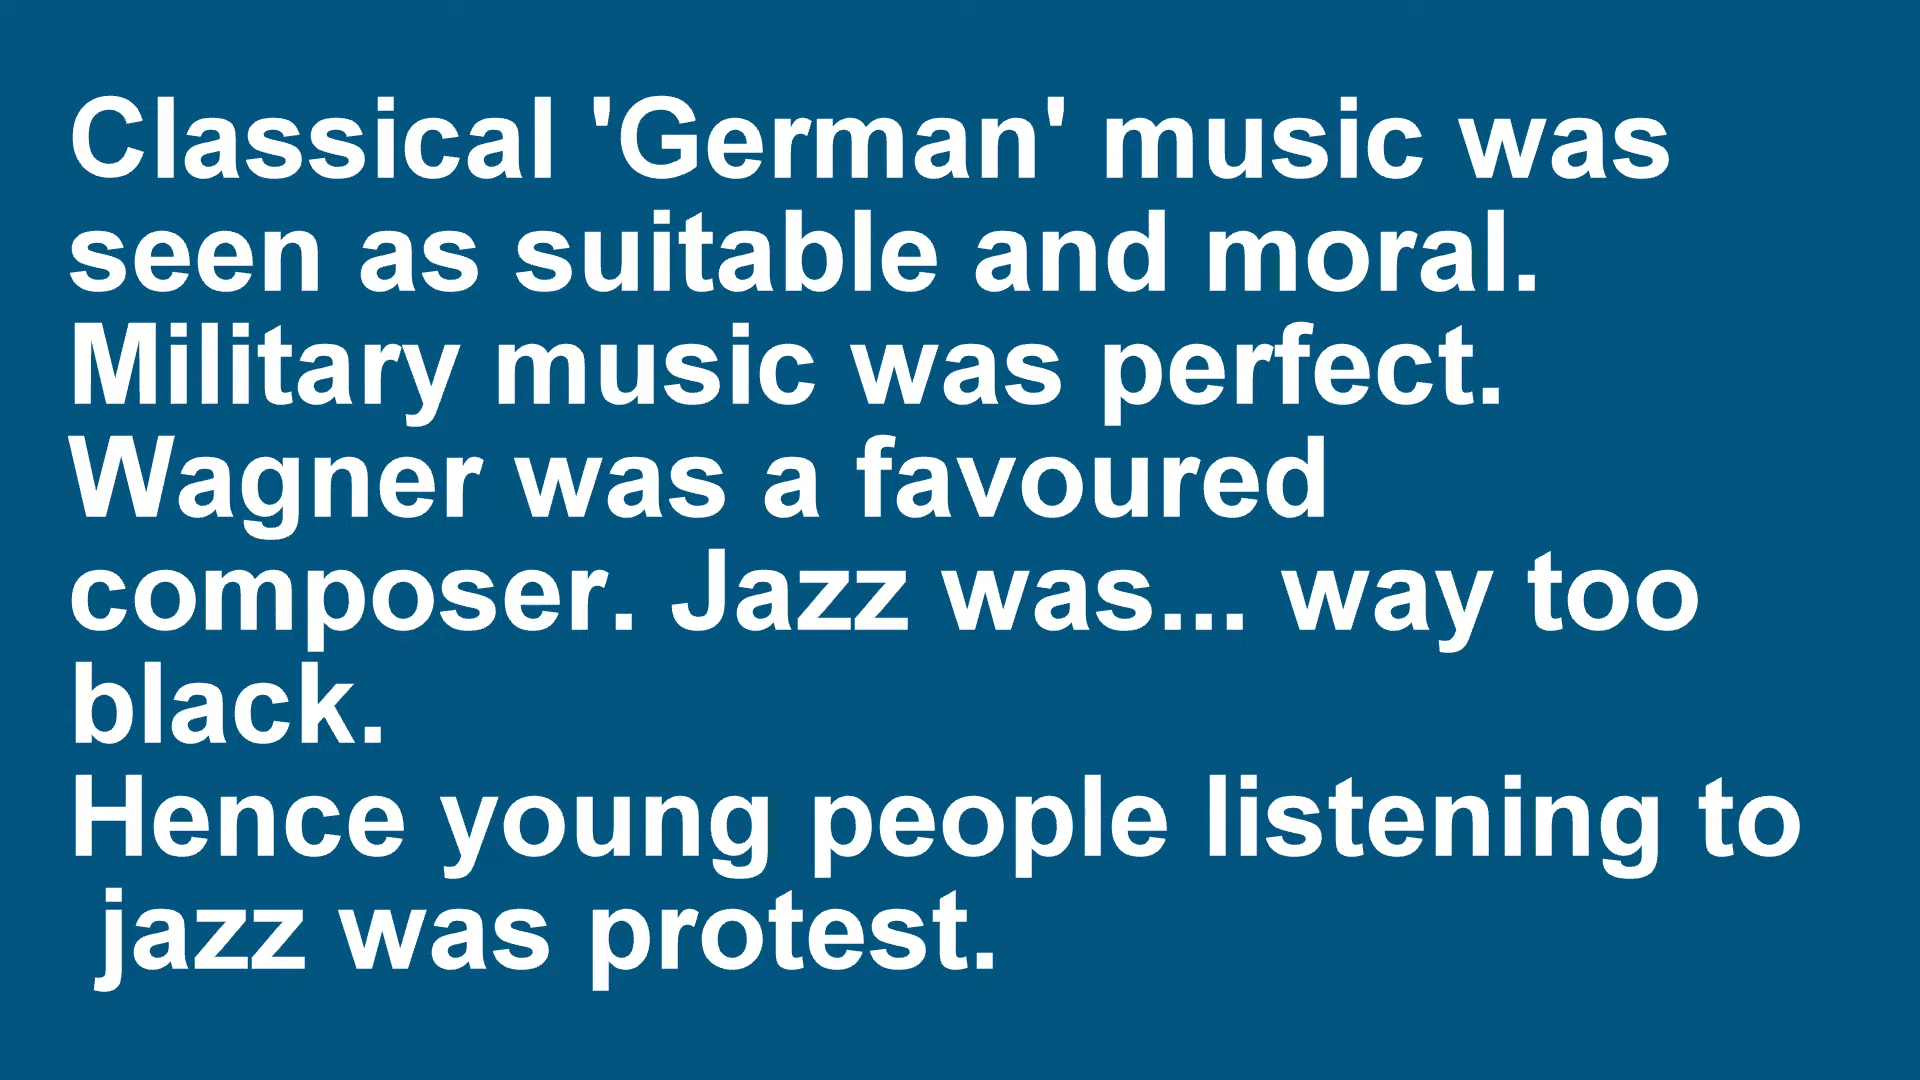 Classical 'German' music was
seen as suitable and moral.
Military music was perfect.
Wagner was a favoured
composer. Jazz was... way too
black.
Hence young people listening to
jazz was protest.